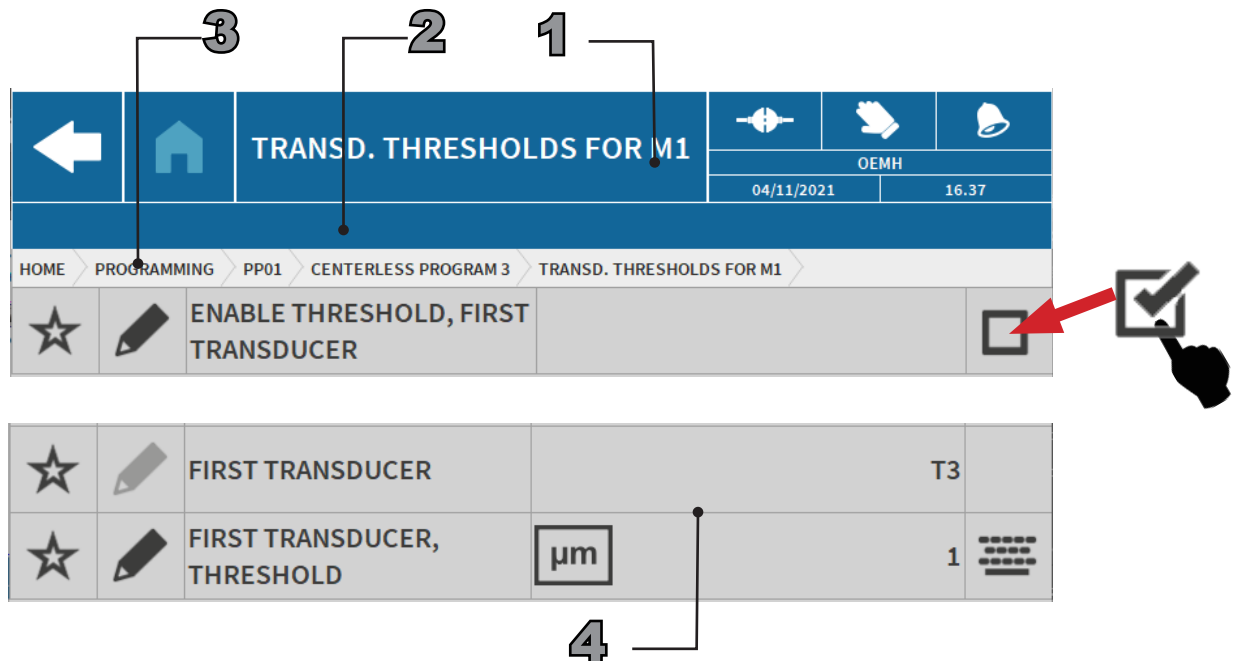 3 2 1
TRANSD. THRESHOLDS FOR M1
OEMH
04/11/2021 16.37
HOME PROGRAMMING PP01 CENTERLESS PROGRAM 3 TRANSD. THRESHOLDS FOR M1
ENABLE THRESHOLD, FIRST
TRANSDUCER
FIRST TRANSDUCER T3
FIRST TRANSDUCER,
THRESHOLD µm 1
4